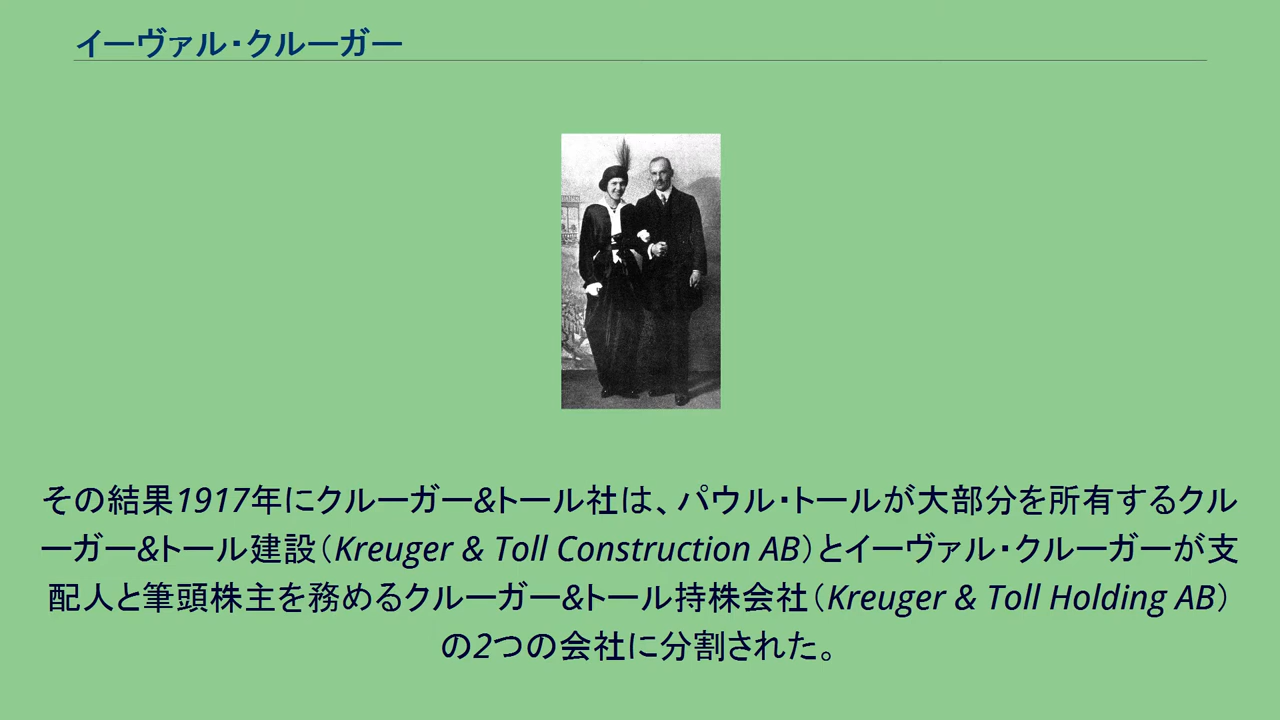 イーヴァル・クルーガー
その結果1917年にクルーガー&トール社は、パウル・トールが大部分を所有するクル
ーガー&トール建設（Kreuger & Toll Construction AB）とイーヴァル・クルーガーが支
配人と筆頭株主を務めるクルーガー&トール持株会社（Kreuger & Toll Holding AB）
の2つの会社に分割された。